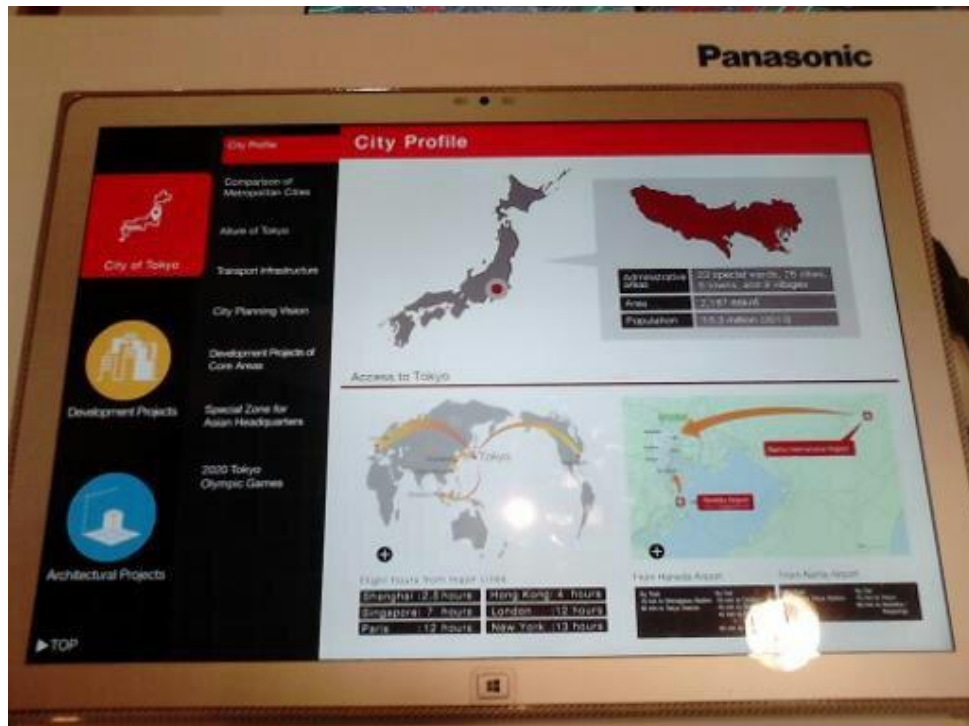 Panasonic
City Profile
City Profile
Comparison of
Metropolitan Cities
Allure of Tokyo
Transport Infrastructure
City Planning Vision
Development Projects of
Core Areas
Special Zone for
Asian Headquarters
2020 Tokyo
Olympic Games
City of Tokyo
Development Projects
Architectural Projects
▶TOP
Administrative
areas
23 special wards, 26 cities,
5 towns, and 8 villages
Area
Population
Access to Tokyo
Tokyo
Narita International Airport
Haneda Airport
Flight hours from major cities
Shanghai :2.5 hours
Hong Kong: 4 hours
Singapore: 7 hours
London :12 hours
Paris :12 hours
New York :13 hours
From Haneda Airport
From Narita Airport